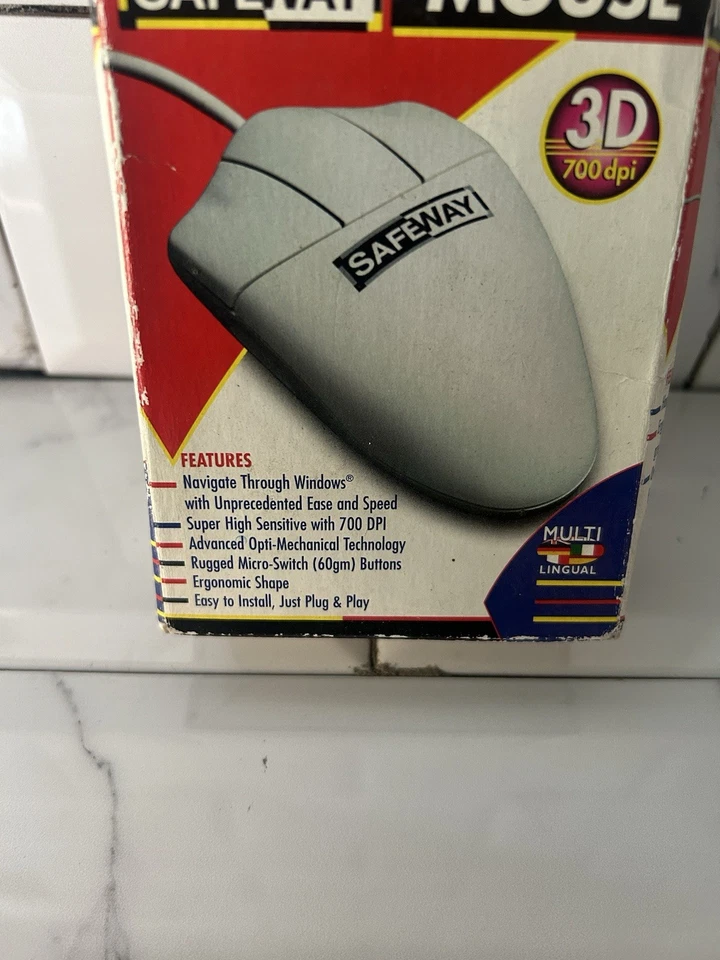 SAFEWAY MOUSE
3D
700 dpi
SAFEWAY
FEATURES
Navigate Through Windows®
with Unprecedented Ease and Speed
Super High Sensitive with 700 DPI
Advanced Opti-Mechanical Technology
Rugged Micro-Switch (60gm) Buttons
Ergonomic Shape
Easy to Install, Just Plug & Play
MULTI
LINGUAL